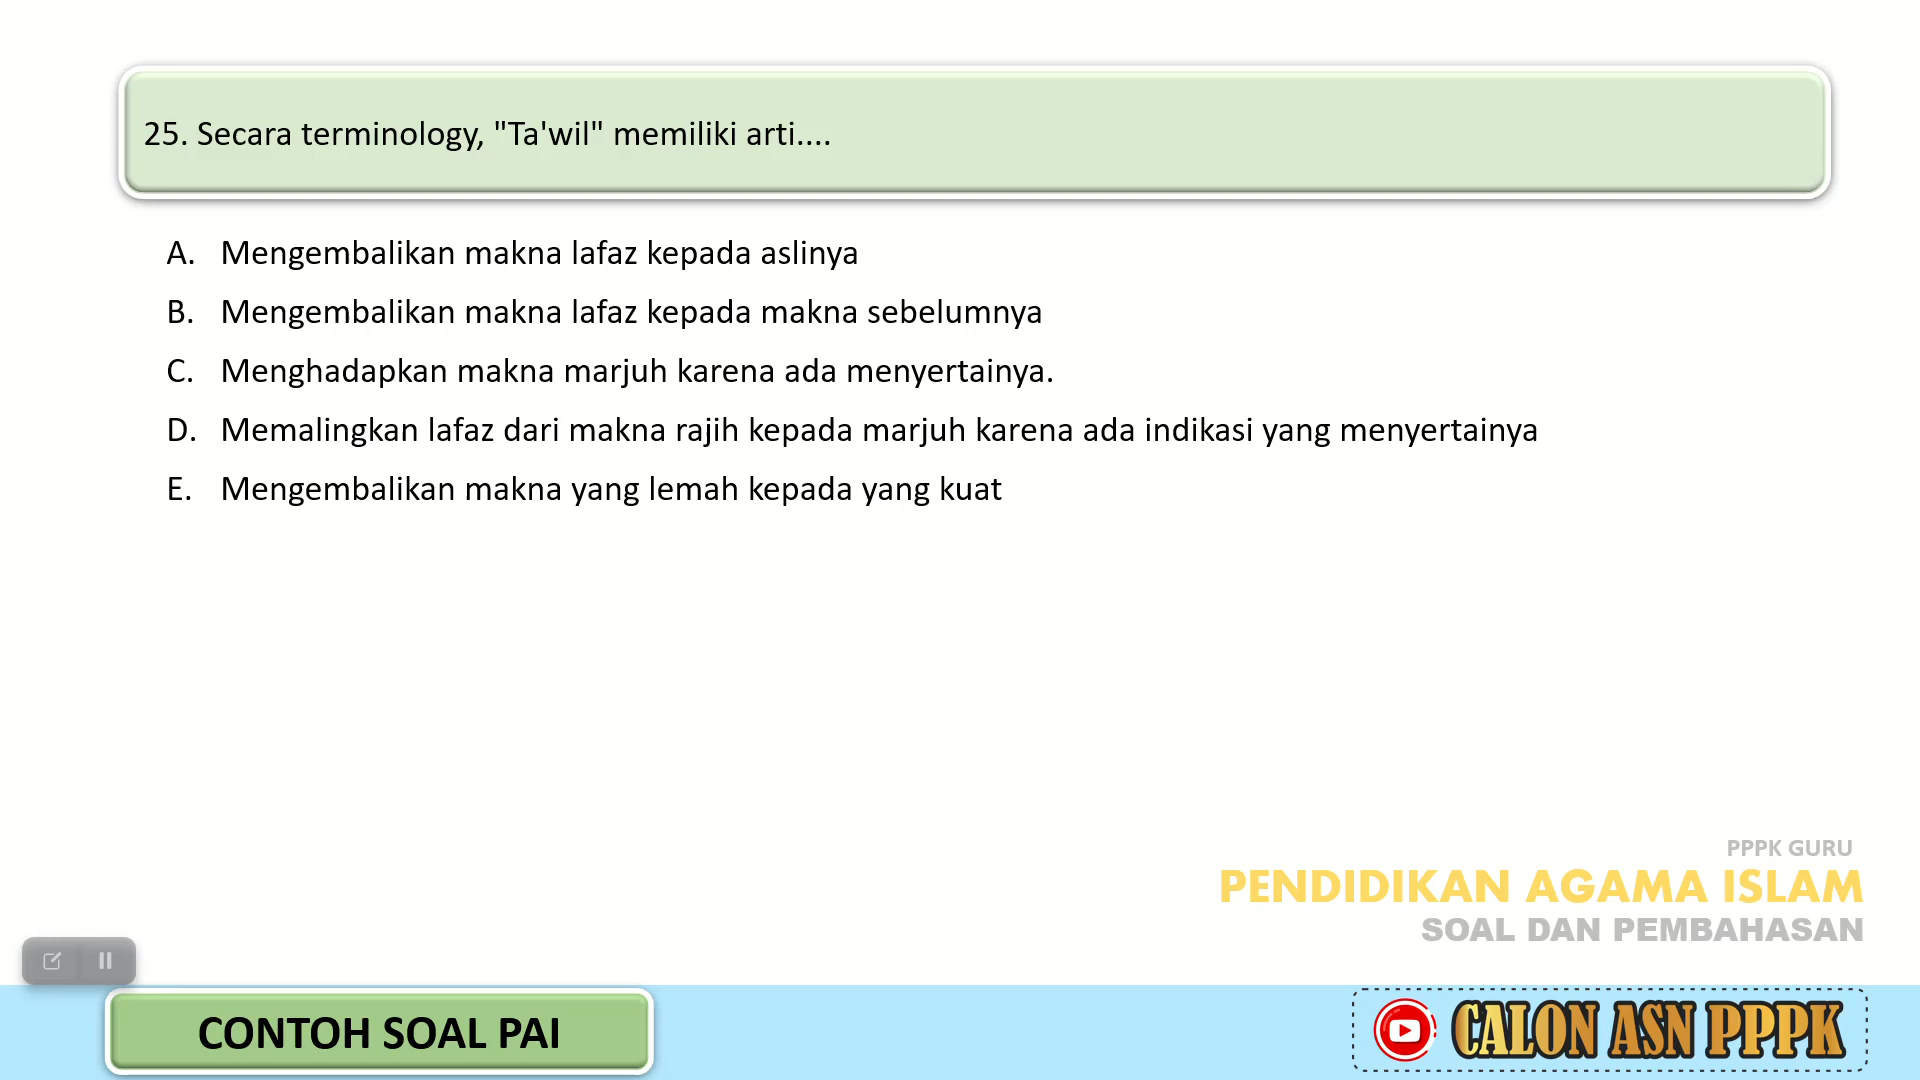 25. Secara terminology, "Ta'wil" memiliki arti....
A. Mengembalikan makna lafaz kepada aslinya
B. Mengembalikan makna lafaz kepada makna sebelumnya
C. Menghadapkan makna marjuh karena ada menyertainya.
D. Memalingkan lafaz dari makna rajih kepada marjuh karena ada indikasi yang menyertainya
E. Mengembalikan makna yang lemah kepada yang kuat
PPPK GURU
PENDIDIKAN AGAMA ISLAM
SOAL DAN PEMBAHASAN
CONTOH SOAL PAI
CALON ASN PPPK